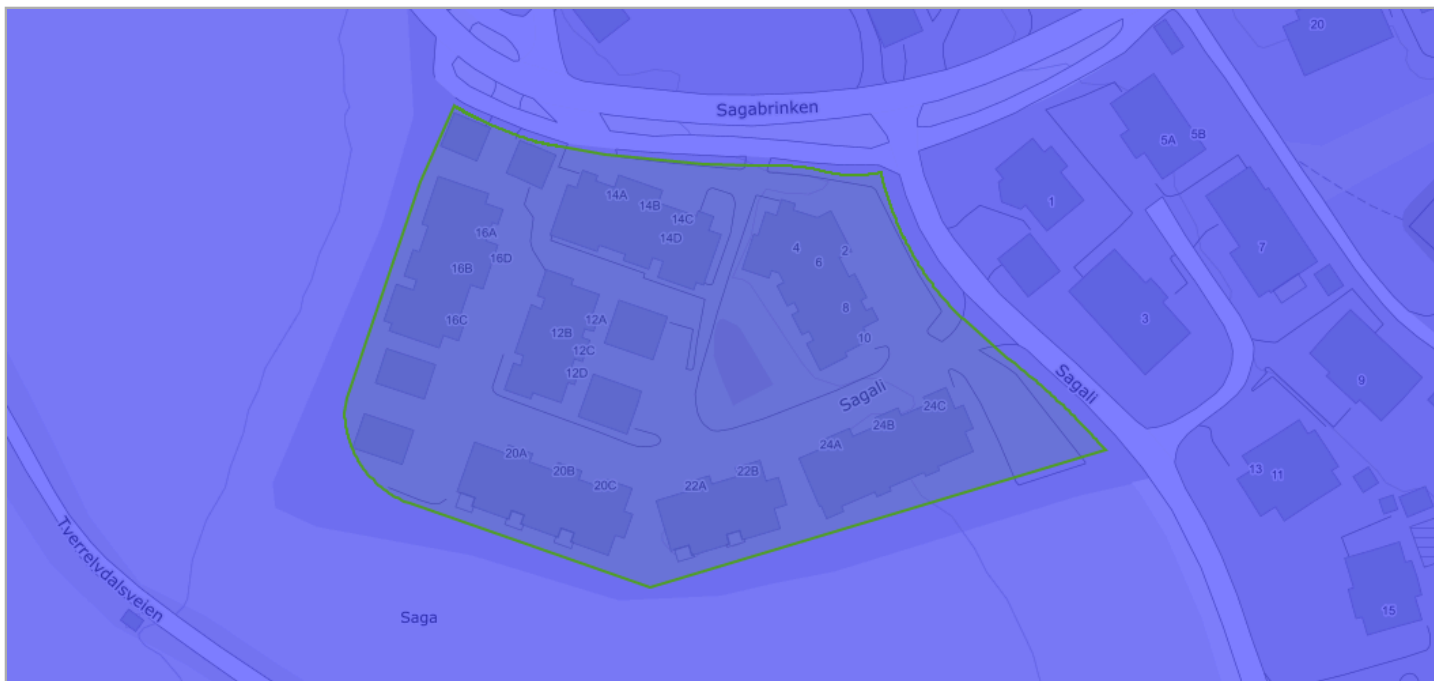 20
Sagabrinken
5A
5B
1
14A
14B
14C
14D
16A
16D
16B
16C
4
6
2
8
10
7
3
12A
12B
12C
12D
Sagali
Sagali
9
24C
24B
24A
20A
20B
20C
22A
22B
13
11
Tverrelvdalsveien
Saga
15